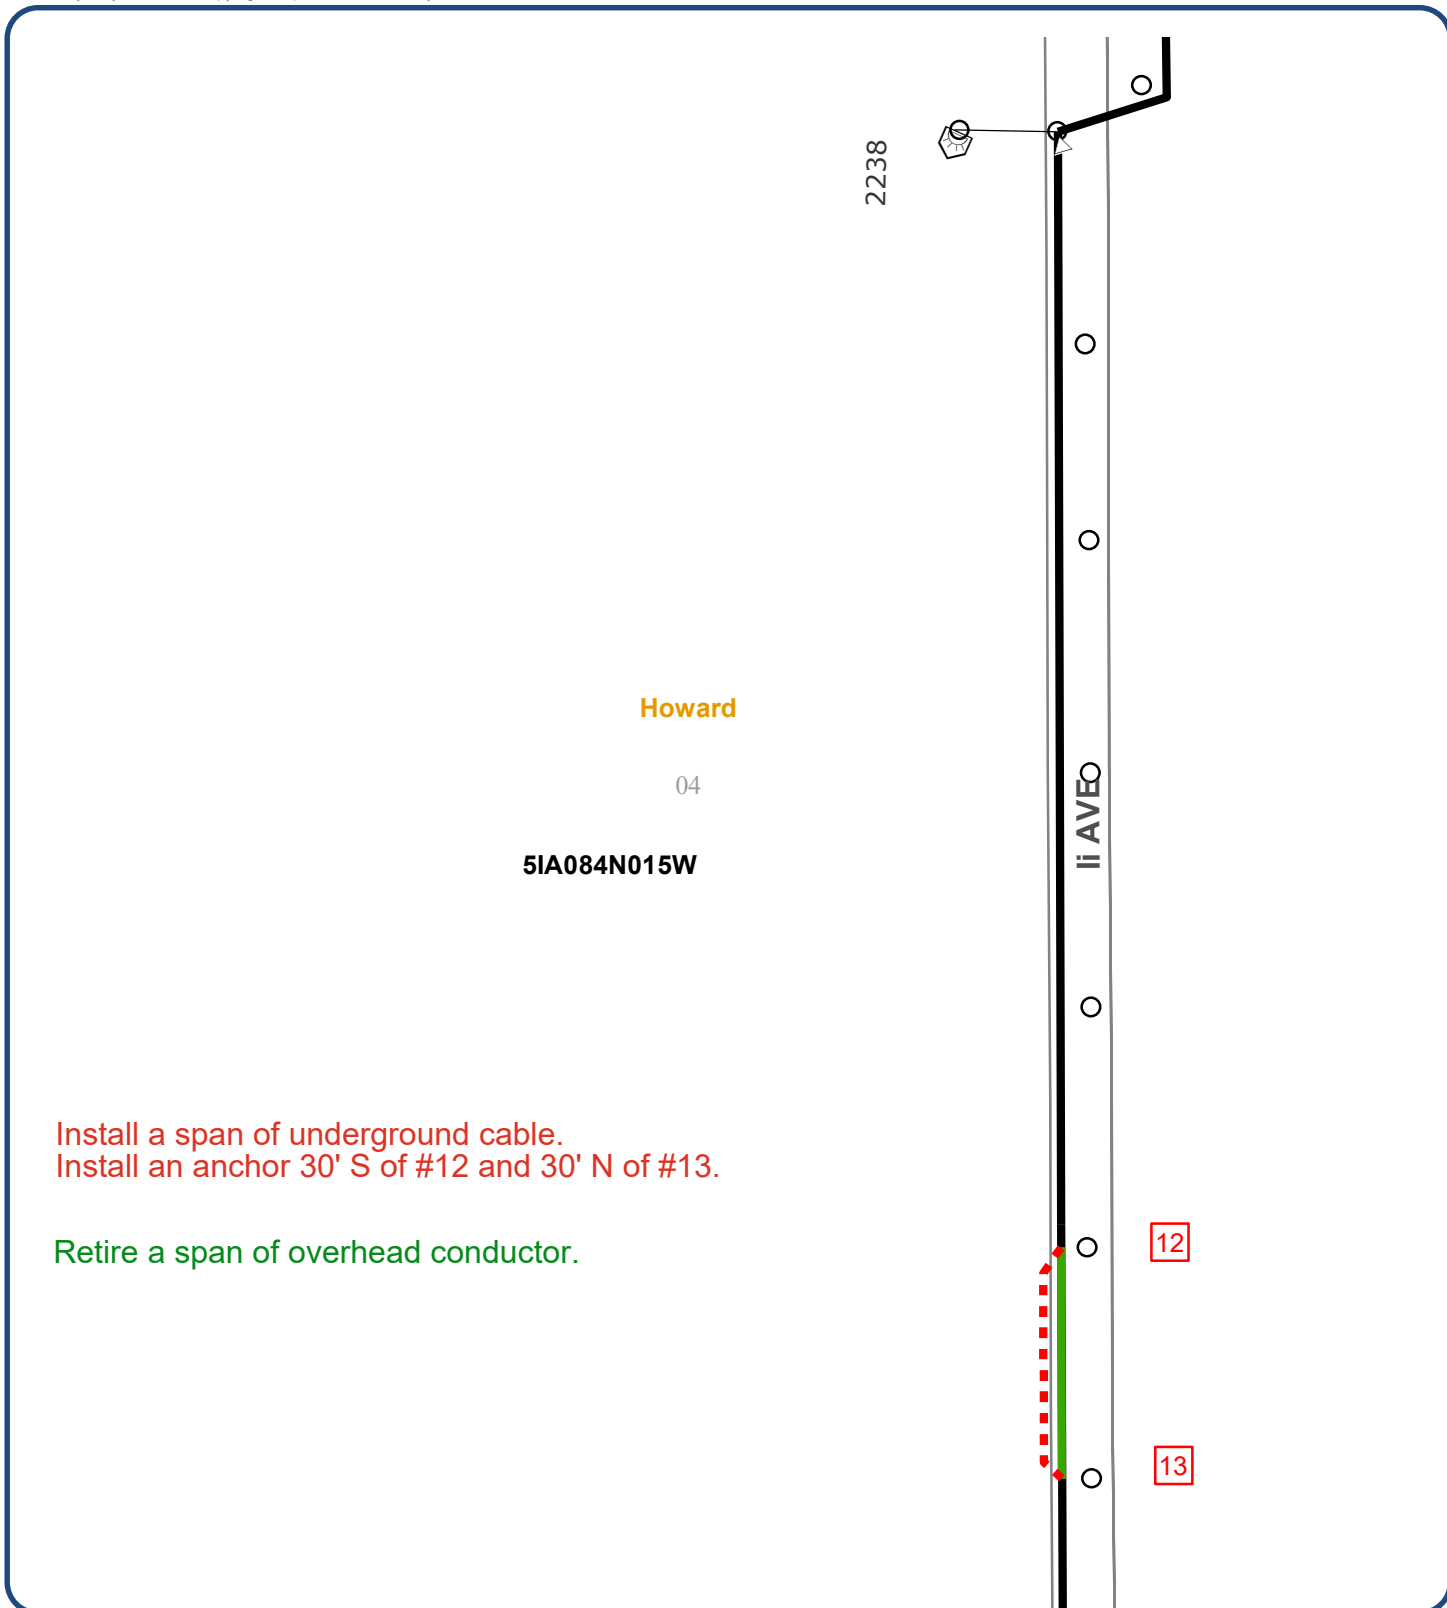 2238
Howard
04
5IA084N015W
Ii AVE
Install a span of underground cable.
Install an anchor 30' S of #12 and 30' N of #13.
Retire a span of overhead conductor.
12
13